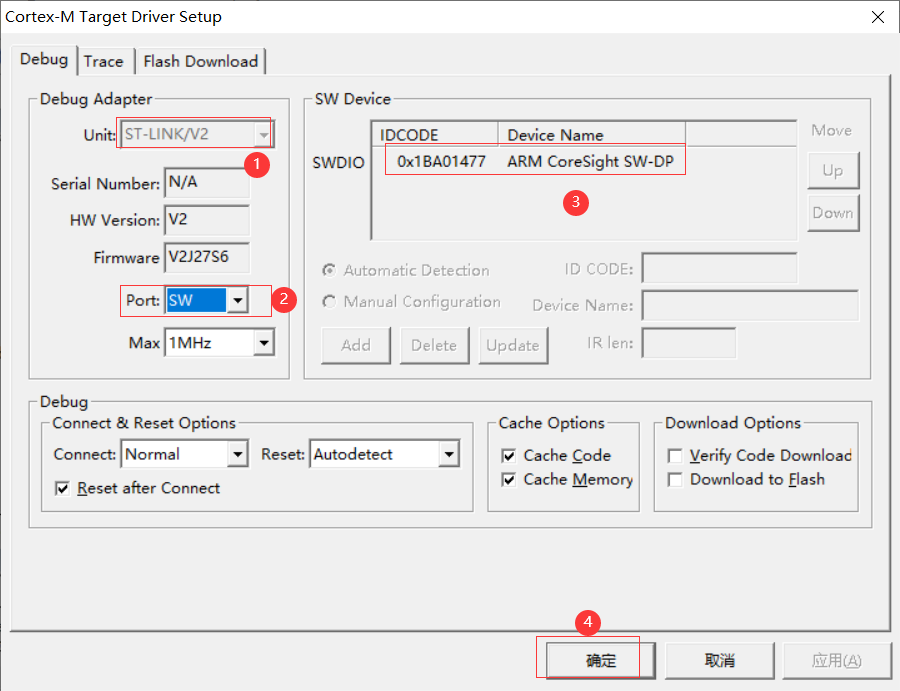 Cortex-M Target Driver Setup
Debug
Trace
Flash Download
Debug Adapter
Unit: ST-LINK/V2
1
Serial Number: N/A
HW Version: V2
Firmware V2J27S6
Port: SW
2
Max 1MHz
SW Device
IDCODE Device Name
SWDIO 0x1BA01477 ARM CoreSight SW-DP
3
Move
Up
Down
Automatic Detection
Manual Configuration
ID CODE:
Device Name:
Add
Delete
Update
IR len:
Debug
Connect & Reset Options
Connect: Normal
Reset: Autodetect
Reset after Connect
Cache Options
Cache Code
Cache Memory
Download Options
Verify Code Download
Download to Flash
4
确定
取消
应用(A)